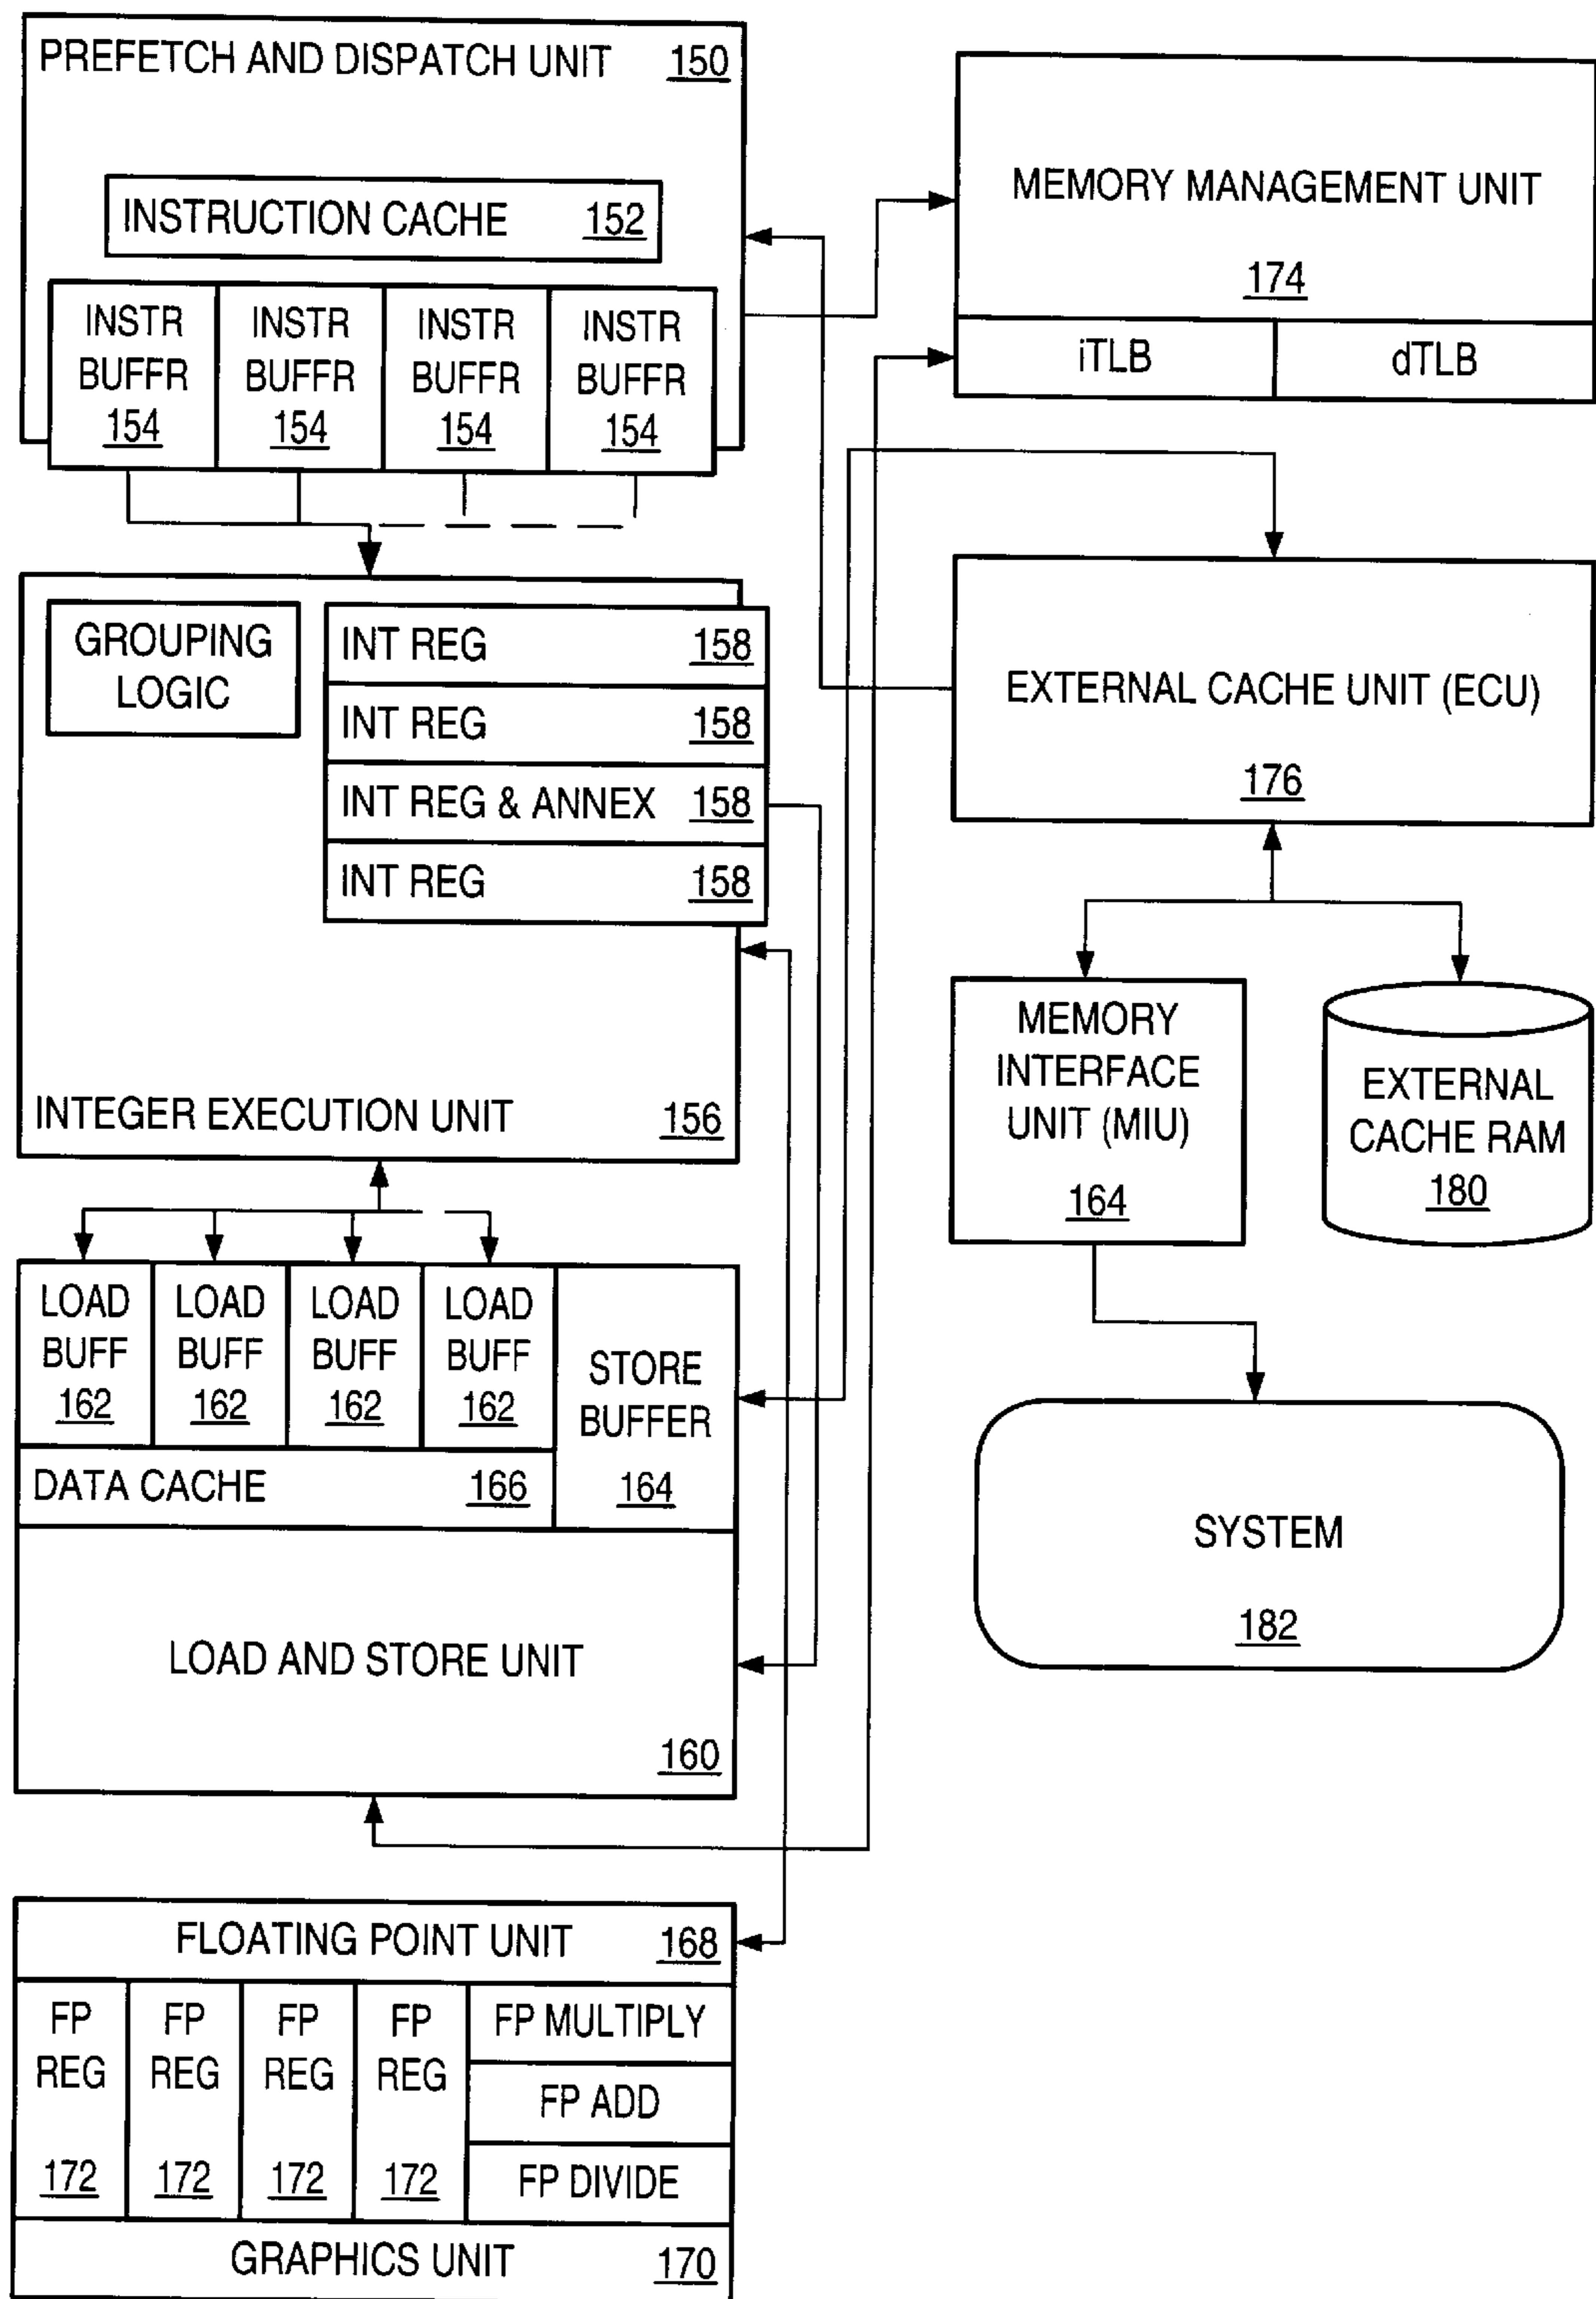 PREFETCH AND DISPATCH UNIT 150
INSTRUCTION CACHE 152
INSTR
BUFFR
154
INSTR
BUFFR
154
INSTR
BUFFR
154
INSTR
BUFFR
154
GROUPING
LOGIC
INT REG 158
INT REG 158
INT REG & ANNEX 158
INT REG 158
INTEGER EXECUTION UNIT 156
LOAD
BUFF
162
LOAD
BUFF
162
LOAD
BUFF
162
LOAD
BUFF
162
STORE
BUFFER
164
DATA CACHE 166
LOAD AND STORE UNIT
160
FLOATING POINT UNIT 168
FP
REG
172
FP
REG
172
FP
REG
172
FP
REG
172
FP MULTIPLY
FP ADD
FP DIVIDE
GRAPHICS UNIT 170
MEMORY MANAGEMENT UNIT
174
iTLB
dTLB
EXTERNAL CACHE UNIT (ECU)
176
MEMORY
INTERFACE
UNIT (MIU)
164
EXTERNAL
CACHE RAM
180
SYSTEM
182